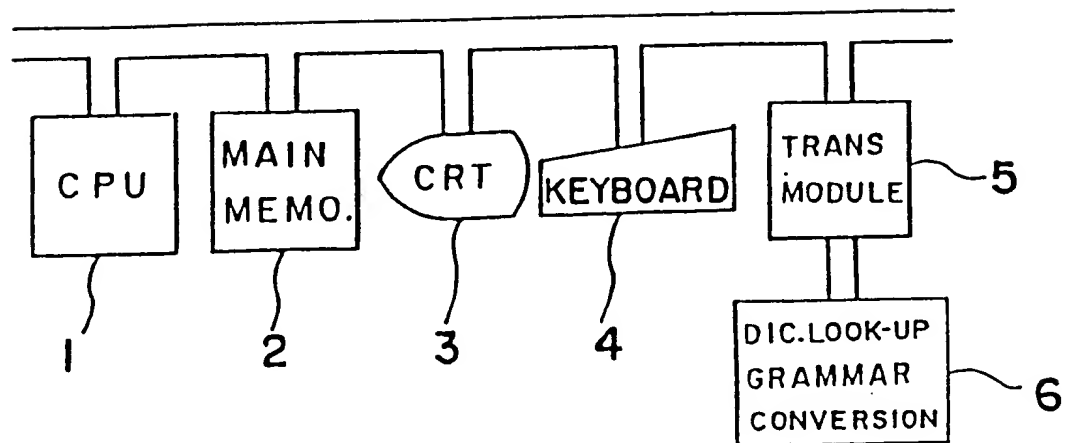 CPU
MAIN
MEMO.
CRT
KEYBOARD
TRANS
MODULE
5
1
2
3
4
DIC.LOOK-UP
GRAMMAR
CONVERSION
6